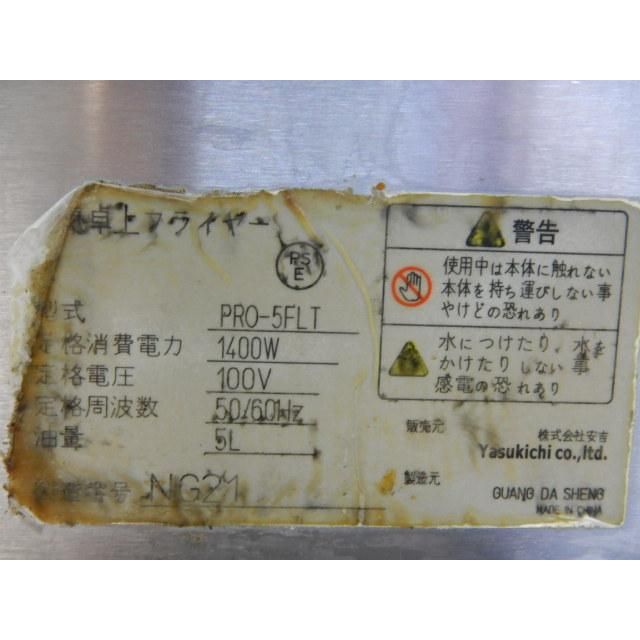 卓上フライヤー
PS
E
型式 PRO-5FLT
定格消費電力 1400W
定格電圧 100V
定格周波数 50/60Hz
油量 5L
番号
警告
使用中は本体に触れない
本体を持ち運びしない事
やけどの恐れあり
水につけたり、水を
かけたりしない事
感電の恐れあり
販売元 株式会社安吉
Yasukichi co.,ltd.
製造元 GUANG DA SHENG
MADE IN CHINA